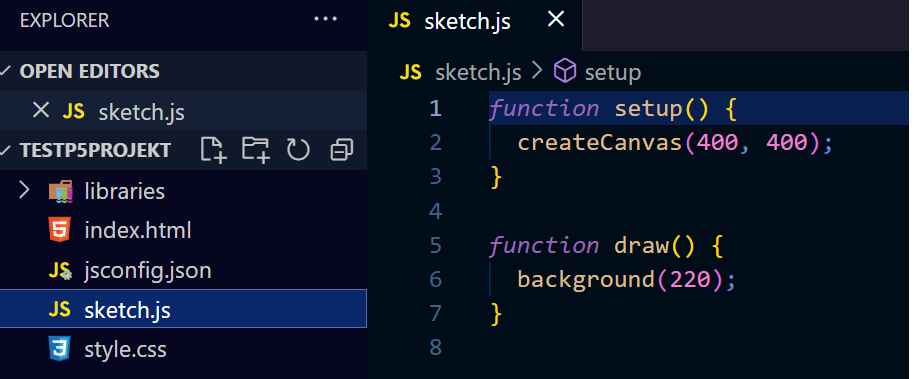 EXPLORER
OPEN EDITORS
JS sketch.js
TESTP5PROJEKT
libraries
index.html
JS jsconfig.json
JS sketch.js
style.css
JS sketch.js
JS sketch.js > setup
1 function setup() {
2 createCanvas(400, 400);
3 }
4
5 function draw() {
6 background(220);
7 }
8